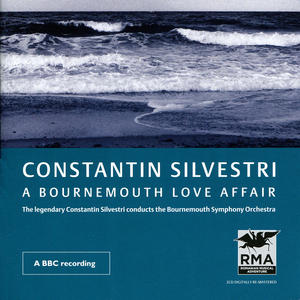 CONSTANTIN SILVESTRI
A BOURNEMOUTH LOVE AFFAIR
The legendary Constantin Silvestri conducts the Bournemouth Symphony Orchestra
A BBC recording
RMA
ROMANIAN MUSICAL
ADVENTURE
2CD DIGITALLY RE-MASTERED